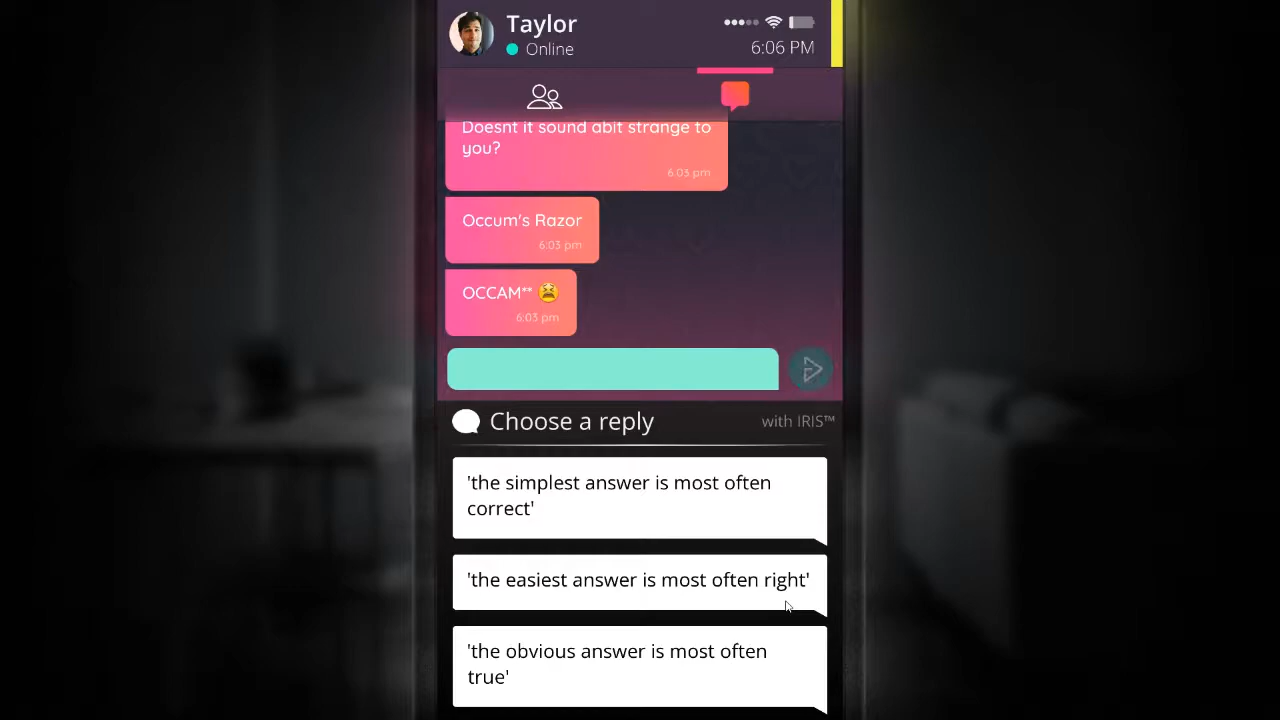 Taylor
Online
6:06 PM
Doesnt it sound abit strange to
you?
6:03 pm
Occum's Razor
6:03 pm
OCCAM** 😫
6:03 pm
Choose a reply
with IRIS™
'the simplest answer is most often
correct'
'the easiest answer is most often right'
'the obvious answer is most often
true'